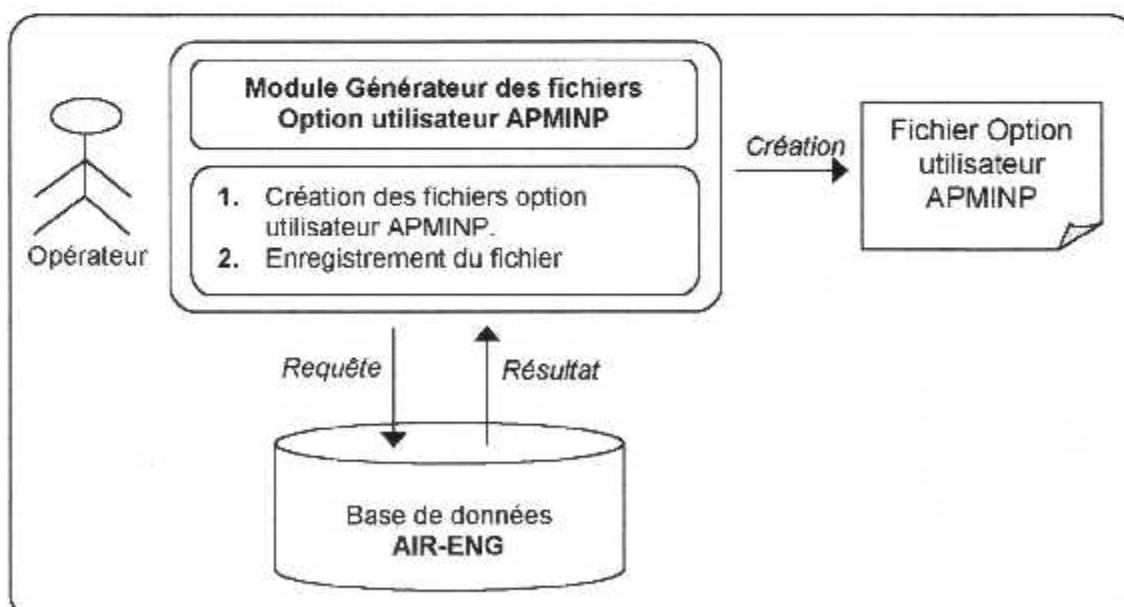 Module Générateur des fichiers
Option utilisateur APMINP
Opérateur
1. Création des fichiers option
utilisateur APMINP.
2. Enregistrement du fichier
Création
Fichier Option
utilisateur
APMINP
Requête
Résultat
Base de données
AIR-ENG